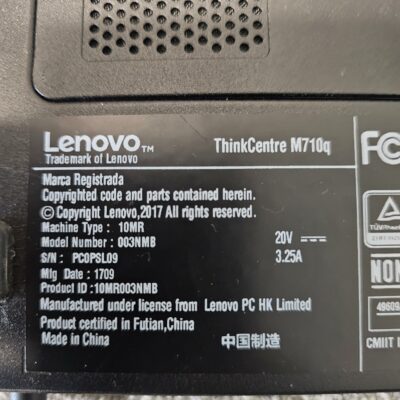 Lenovo™ ThinkCentre M710q FC
Trademark of Lenovo
Marca Registrada
Copyrighted code and parts contained herein.
© Copyright Lenovo,2017 All rights reserved.
Machine Type : 10MR
Model Number : 003NMB 20V
S/N : PC0PSL09 3.25A
Mfg Date : 1709
Product ID :10MR003NMB
Manufactured under license from Lenovo PC HK Limited
Product certified in Futian,China
Made in China 中国制造
NON
49609
CMIIT I